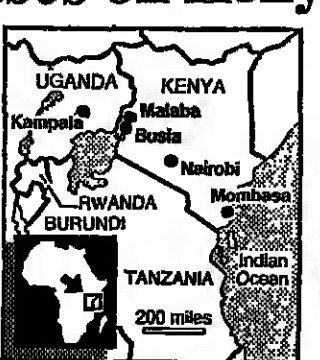 UGANDA
KENYA
Kampala
Malaba
Busia
Nairobi
Mombasa
RWANDA
BURUNDI
TANZANIA
Indian
Ocean
200 miles